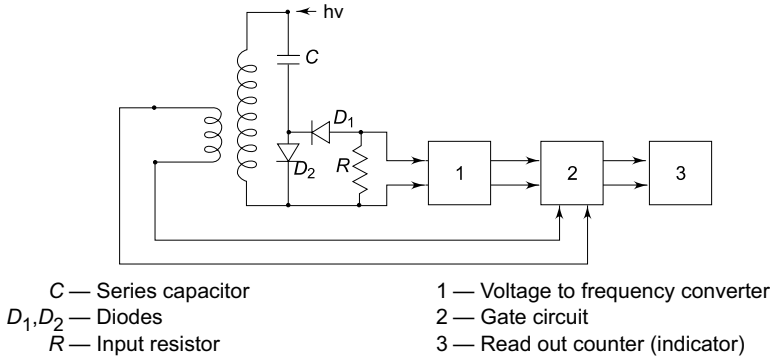 hv
C
D₁
D₂
R
1
2
3
C — Series capacitor
D₁,D₂ — Diodes
R — Input resistor
1 — Voltage to frequency converter
2 — Gate circuit
3 — Read out counter (indicator)